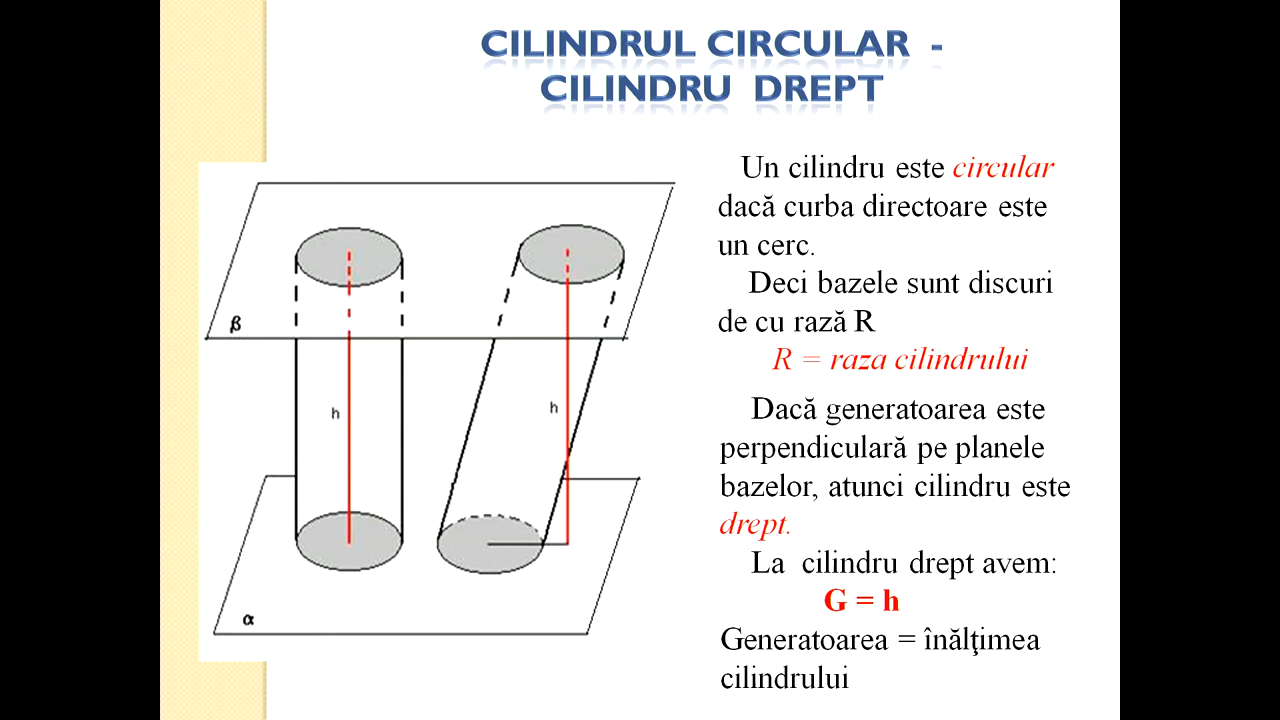 CILINDRUL CIRCULAR -
CILINDRU DREPT
Un cilindru este circular
dacă curba directoare este
un cerc.
Deci bazele sunt discuri
de cu rază R
R = raza cilindrului
Dacă generatoarea este
perpendiculară pe planele
bazelor, atunci cilindru este
drept.
La cilindru drept avem:
G = h
Generatoarea = înălţimea
cilindrului
β
h
h
α